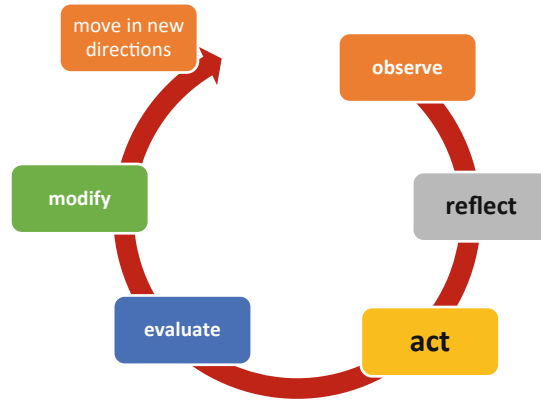 move in new
directions
observe
reflect
modify
act
evaluate